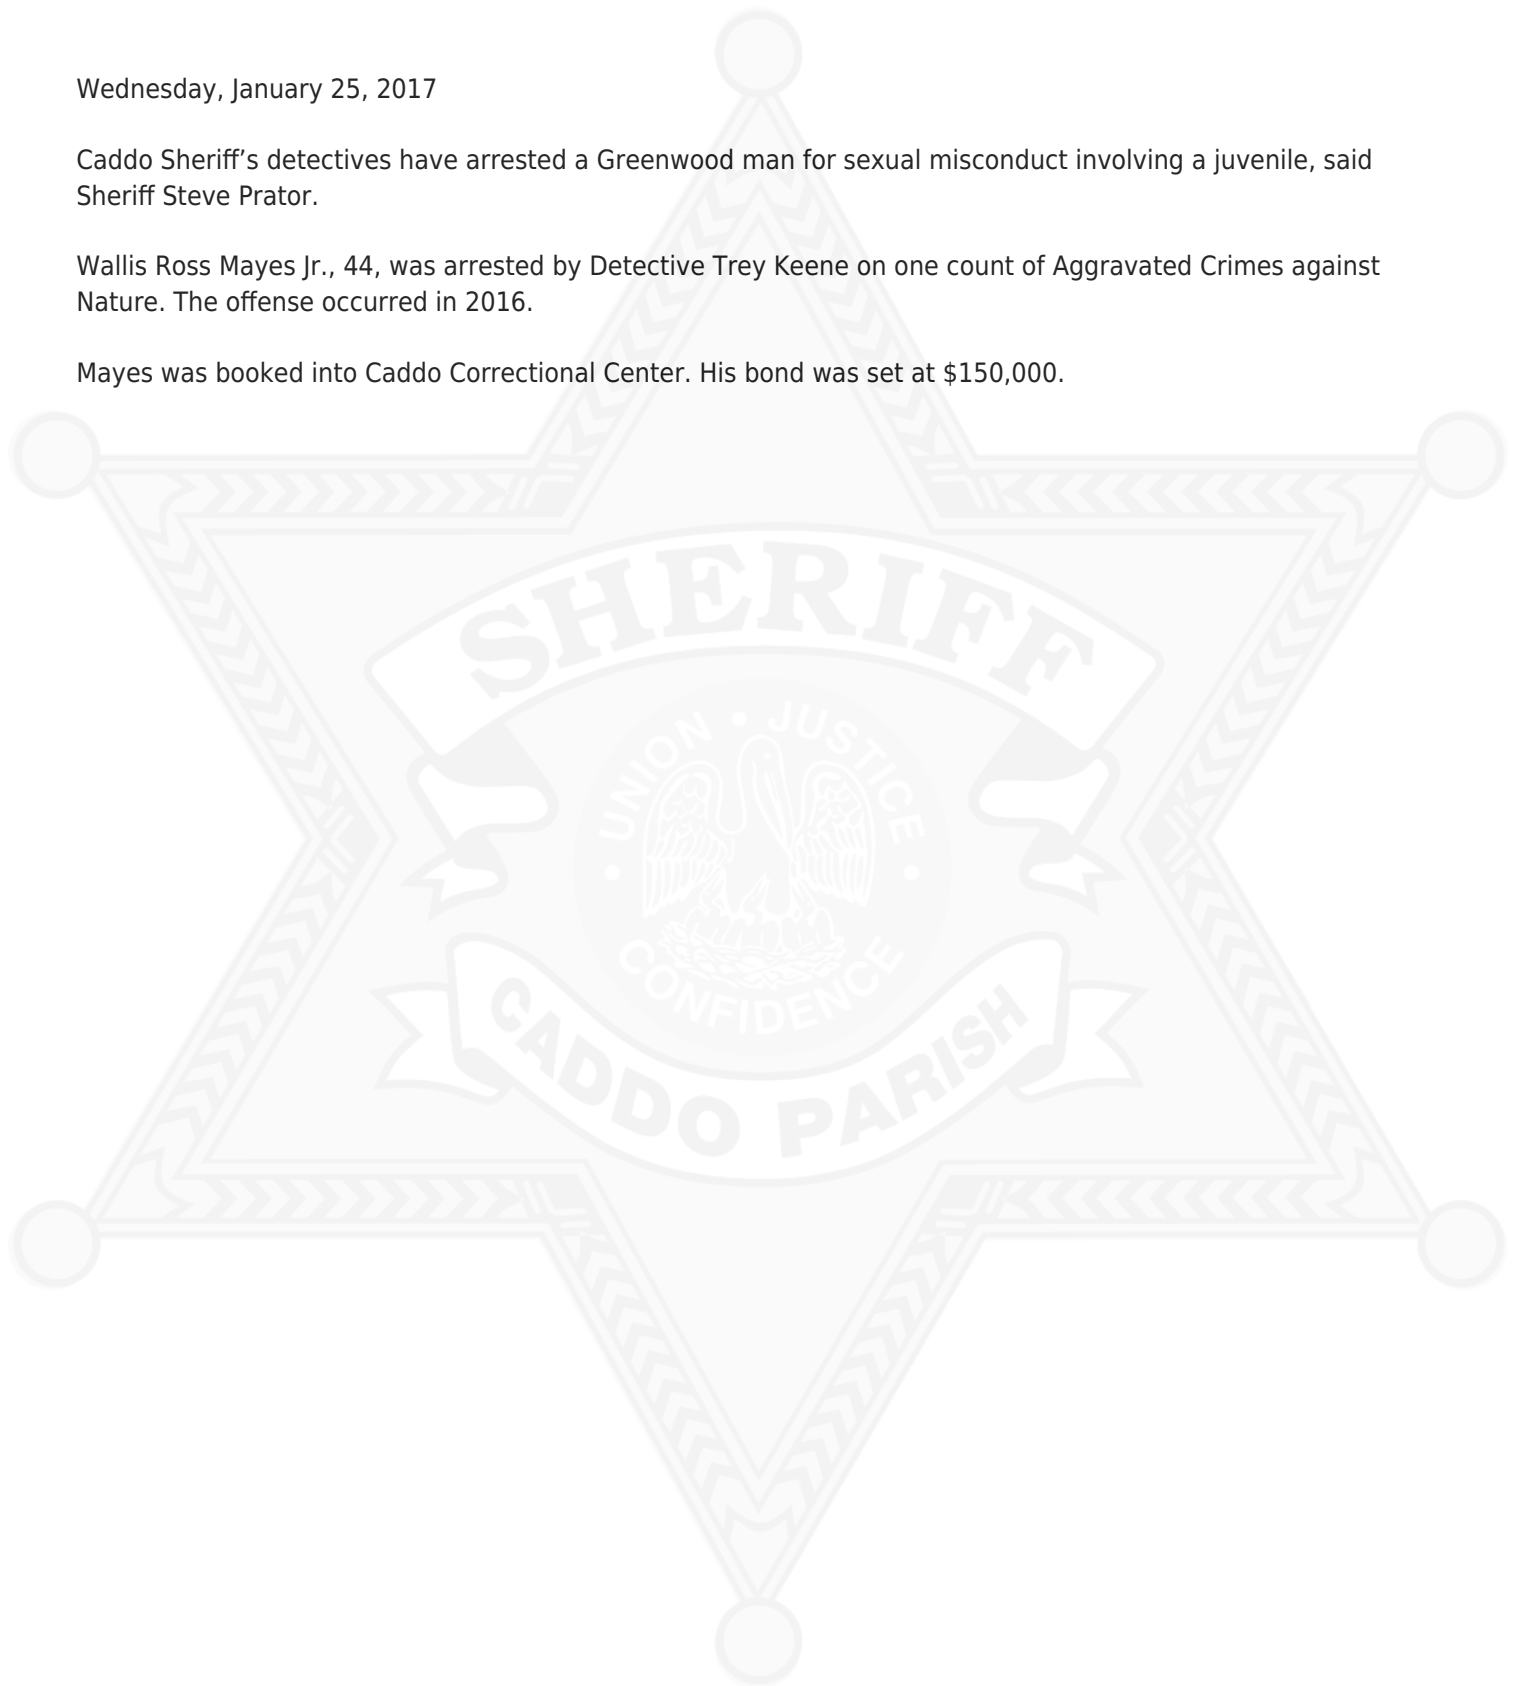 Wednesday, January 25, 2017
Caddo Sheriff’s detectives have arrested a Greenwood man for sexual misconduct involving a juvenile, said
Sheriff Steve Prator.
Wallis Ross Mayes Jr., 44, was arrested by Detective Trey Keene on one count of Aggravated Crimes against
Nature. The offense occurred in 2016.
Mayes was booked into Caddo Correctional Center. His bond was set at $150,000.
SHERIFF
UNION • JUSTICE
• CONFIDENCE •
CADDO PARISH